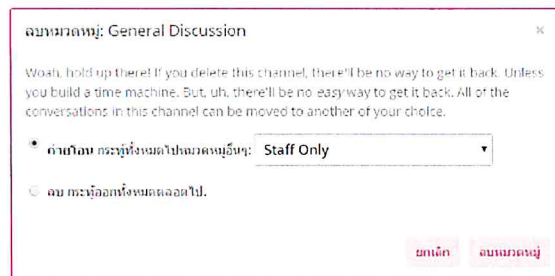 ลบหมวดหมู่: General Discussion
×
Woah, hold up there! If you delete this channel, there'll be no way to get it back. Unless
you build a time machine. But, uh, there'll be no easy way to get it back. All of the
conversations in this channel can be moved to another of your choice.
ถ่ายโอน กระทู้ทั้งหมดไปหมวดหมู่อื่นๆ: Staff Only
ลบ กระทู้ออกทั้งหมดตลอดไป.
ยกเลิก ลบหมวดหมู่